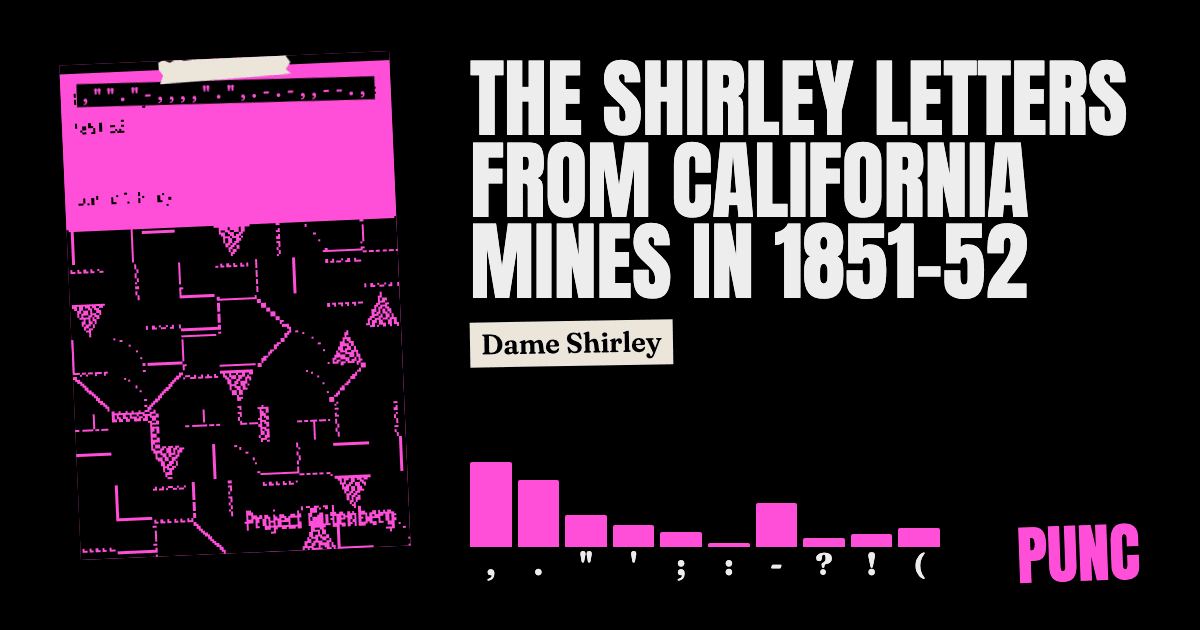 THE SHIRLEY LETTERS
FROM CALIFORNIA
MINES IN 1851-52
Dame Shirley
, . " ' ; : - ? ! (
PUNC
Project Gutenberg